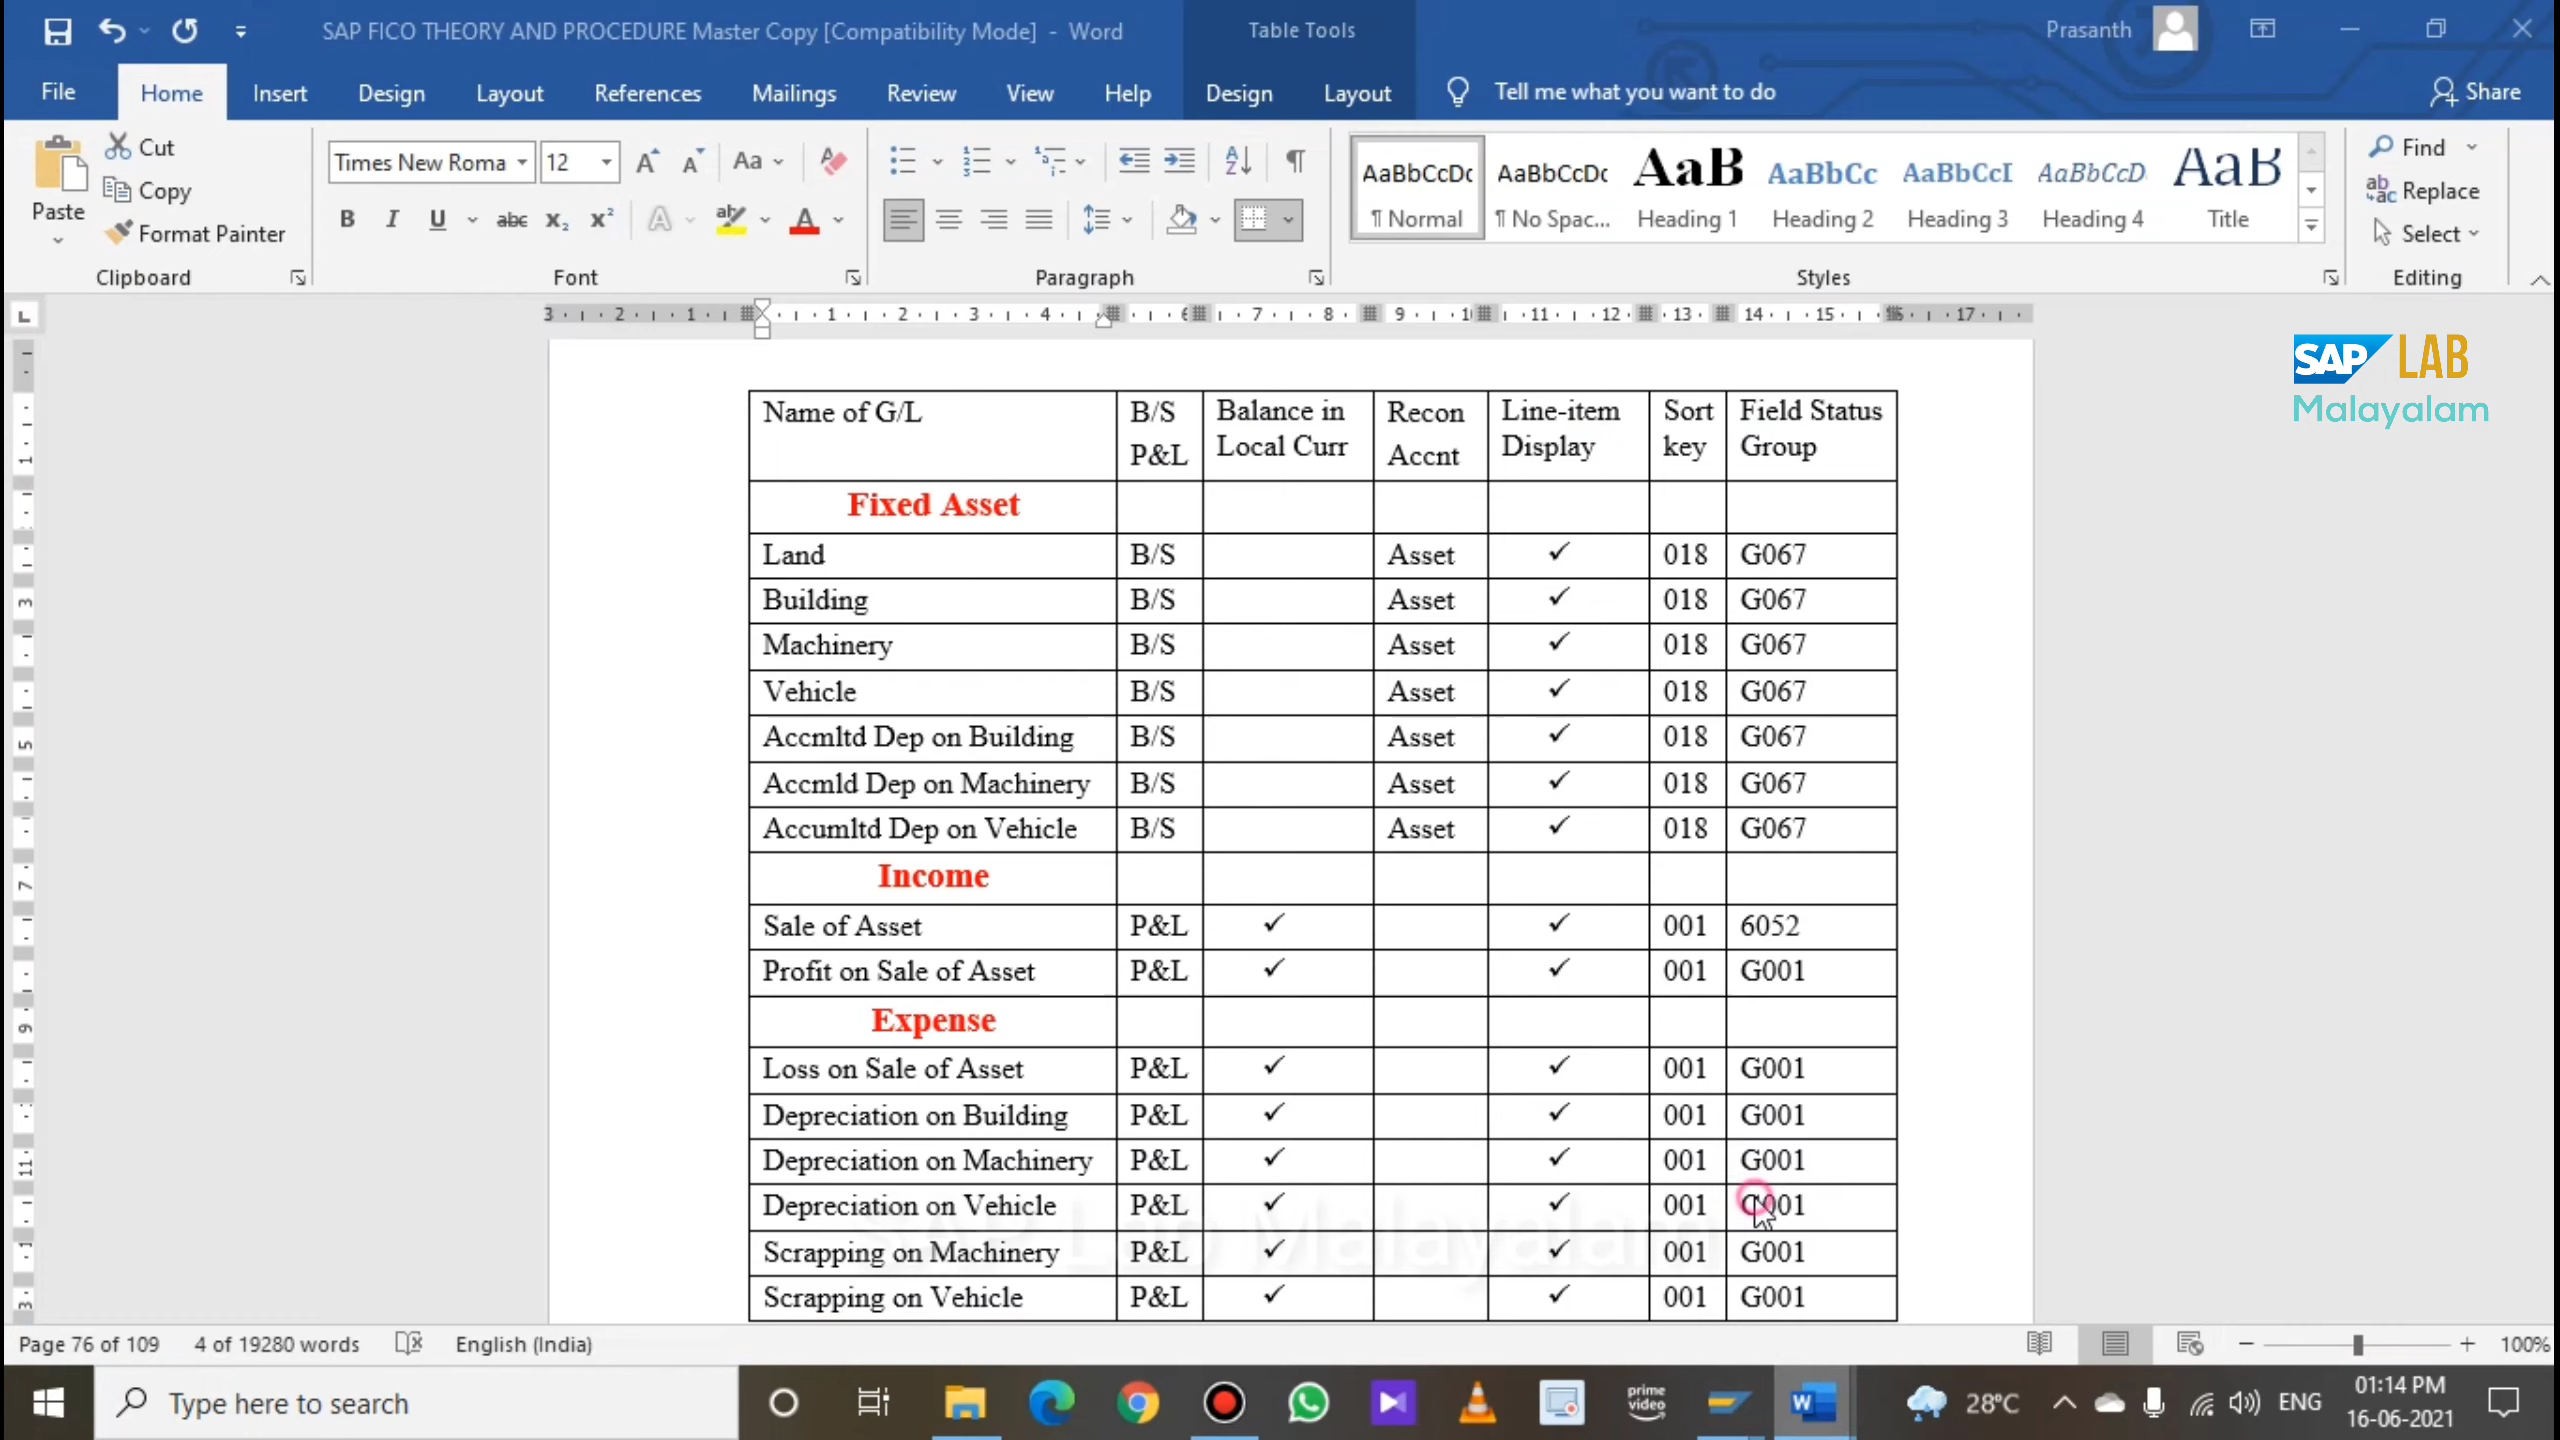 SAP FICO THEORY AND PROCEDURE Master Copy [Compatibility Mode] - Word
Table Tools
Prasanth
File Home Insert Design Layout References Mailings Review View Help Design Layout Tell me what you want to do Share
Paste
Cut
Copy
Format Painter
Clipboard
Times New Roma 12
Font
Paragraph
AaBbCcDc AaBbCcDc AaB AaBbCc AaBbCcI AaBbCcD AaB
¶ Normal ¶ No Spac... Heading 1 Heading 2 Heading 3 Heading 4 Title
Styles
Find
Replace
Select
Editing
SAP LAB
Malayalam
Name of G/L B/S P&L Balance in Local Curr Recon Accnt Line-item Display Sort key Field Status Group
Fixed Asset
Land B/S Asset ✓ 018 G067
Building B/S Asset ✓ 018 G067
Machinery B/S Asset ✓ 018 G067
Vehicle B/S Asset ✓ 018 G067
Accmltd Dep on Building B/S Asset ✓ 018 G067
Accmld Dep on Machinery B/S Asset ✓ 018 G067
Accumltd Dep on Vehicle B/S Asset ✓ 018 G067
Income
Sale of Asset P&L ✓ ✓ 001 6052
Profit on Sale of Asset P&L ✓ ✓ 001 G001
Expense
Loss on Sale of Asset P&L ✓ ✓ 001 G001
Depreciation on Building P&L ✓ ✓ 001 G001
Depreciation on Machinery P&L ✓ ✓ 001 G001
Depreciation on Vehicle P&L ✓ ✓ 001 G001
SAP Lab Malayalam
Scrapping on Machinery P&L ✓ ✓ 001 G001
Scrapping on Vehicle P&L ✓ ✓ 001 G001
Page 76 of 109 4 of 19280 words English (India) 100%
Type here to search
prime video
28°C ENG
01:14 PM
16-06-2021